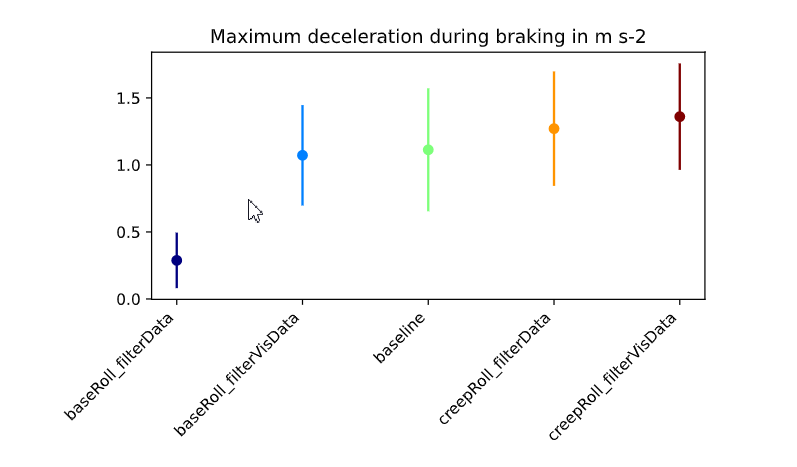 Maximum deceleration during braking in m s-2
1.5
1.0
0.5
0.0
baseRoll_filterData
baseRoll_filterVisData
baseline
creepRoll_filterData
creepRoll_filterVisData